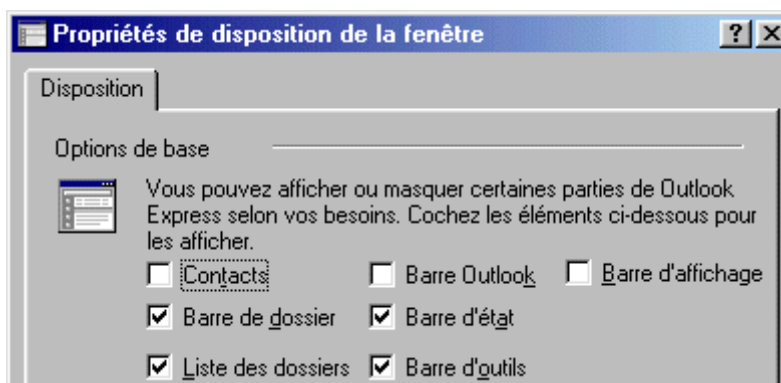 Propriétés de disposition de la fenêtre
Disposition
Options de base
Vous pouvez afficher ou masquer certaines parties de Outlook
Express selon vos besoins. Cochez les éléments ci-dessous pour
les afficher.
Contacts Barre Outlook Barre d'affichage
Barre de dossier Barre d'état
Liste des dossiers Barre d'outils